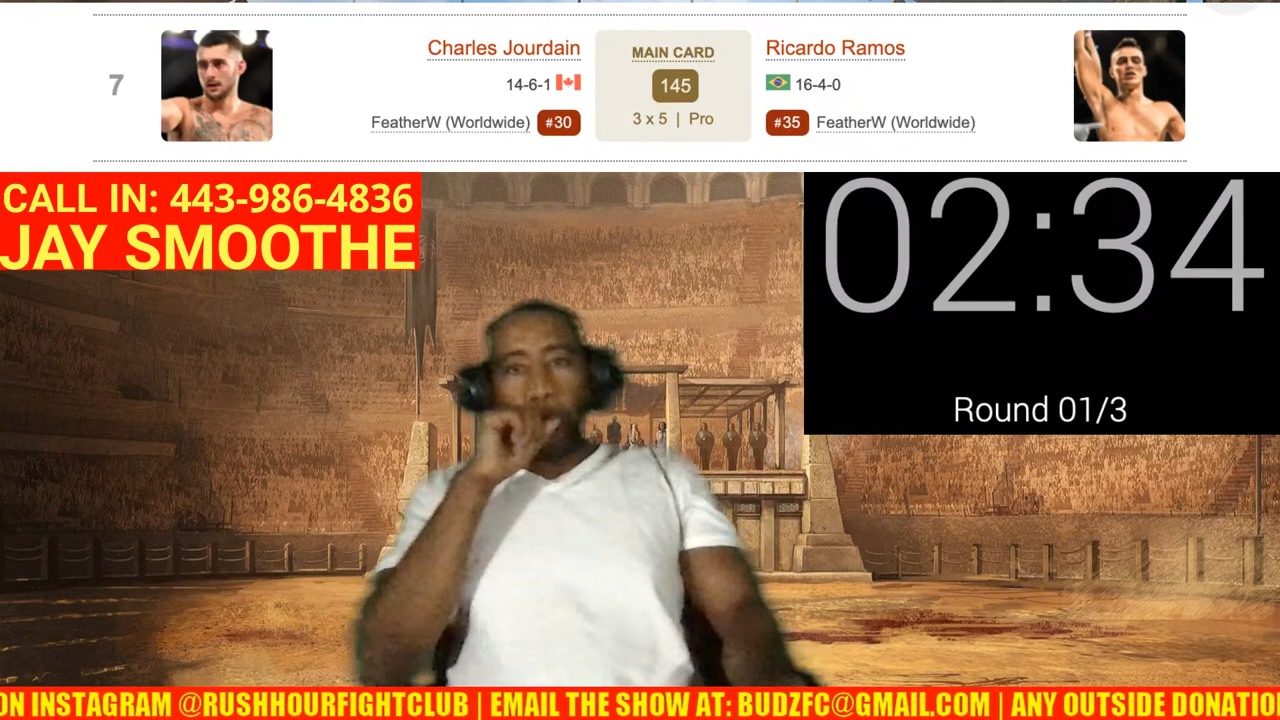 7
Charles Jourdain
14-6-1
FeatherW (Worldwide) #30
MAIN CARD
145
3 x 5 | Pro
Ricardo Ramos
16-4-0
#35 FeatherW (Worldwide)
CALL IN: 443-986-4836
JAY SMOOTHE
02:34
Round 01/3
ON INSTAGRAM @RUSHHOURFIGHTCLUB | EMAIL THE SHOW AT: BUDZFC@GMAIL.COM | ANY OUTSIDE DONATIO